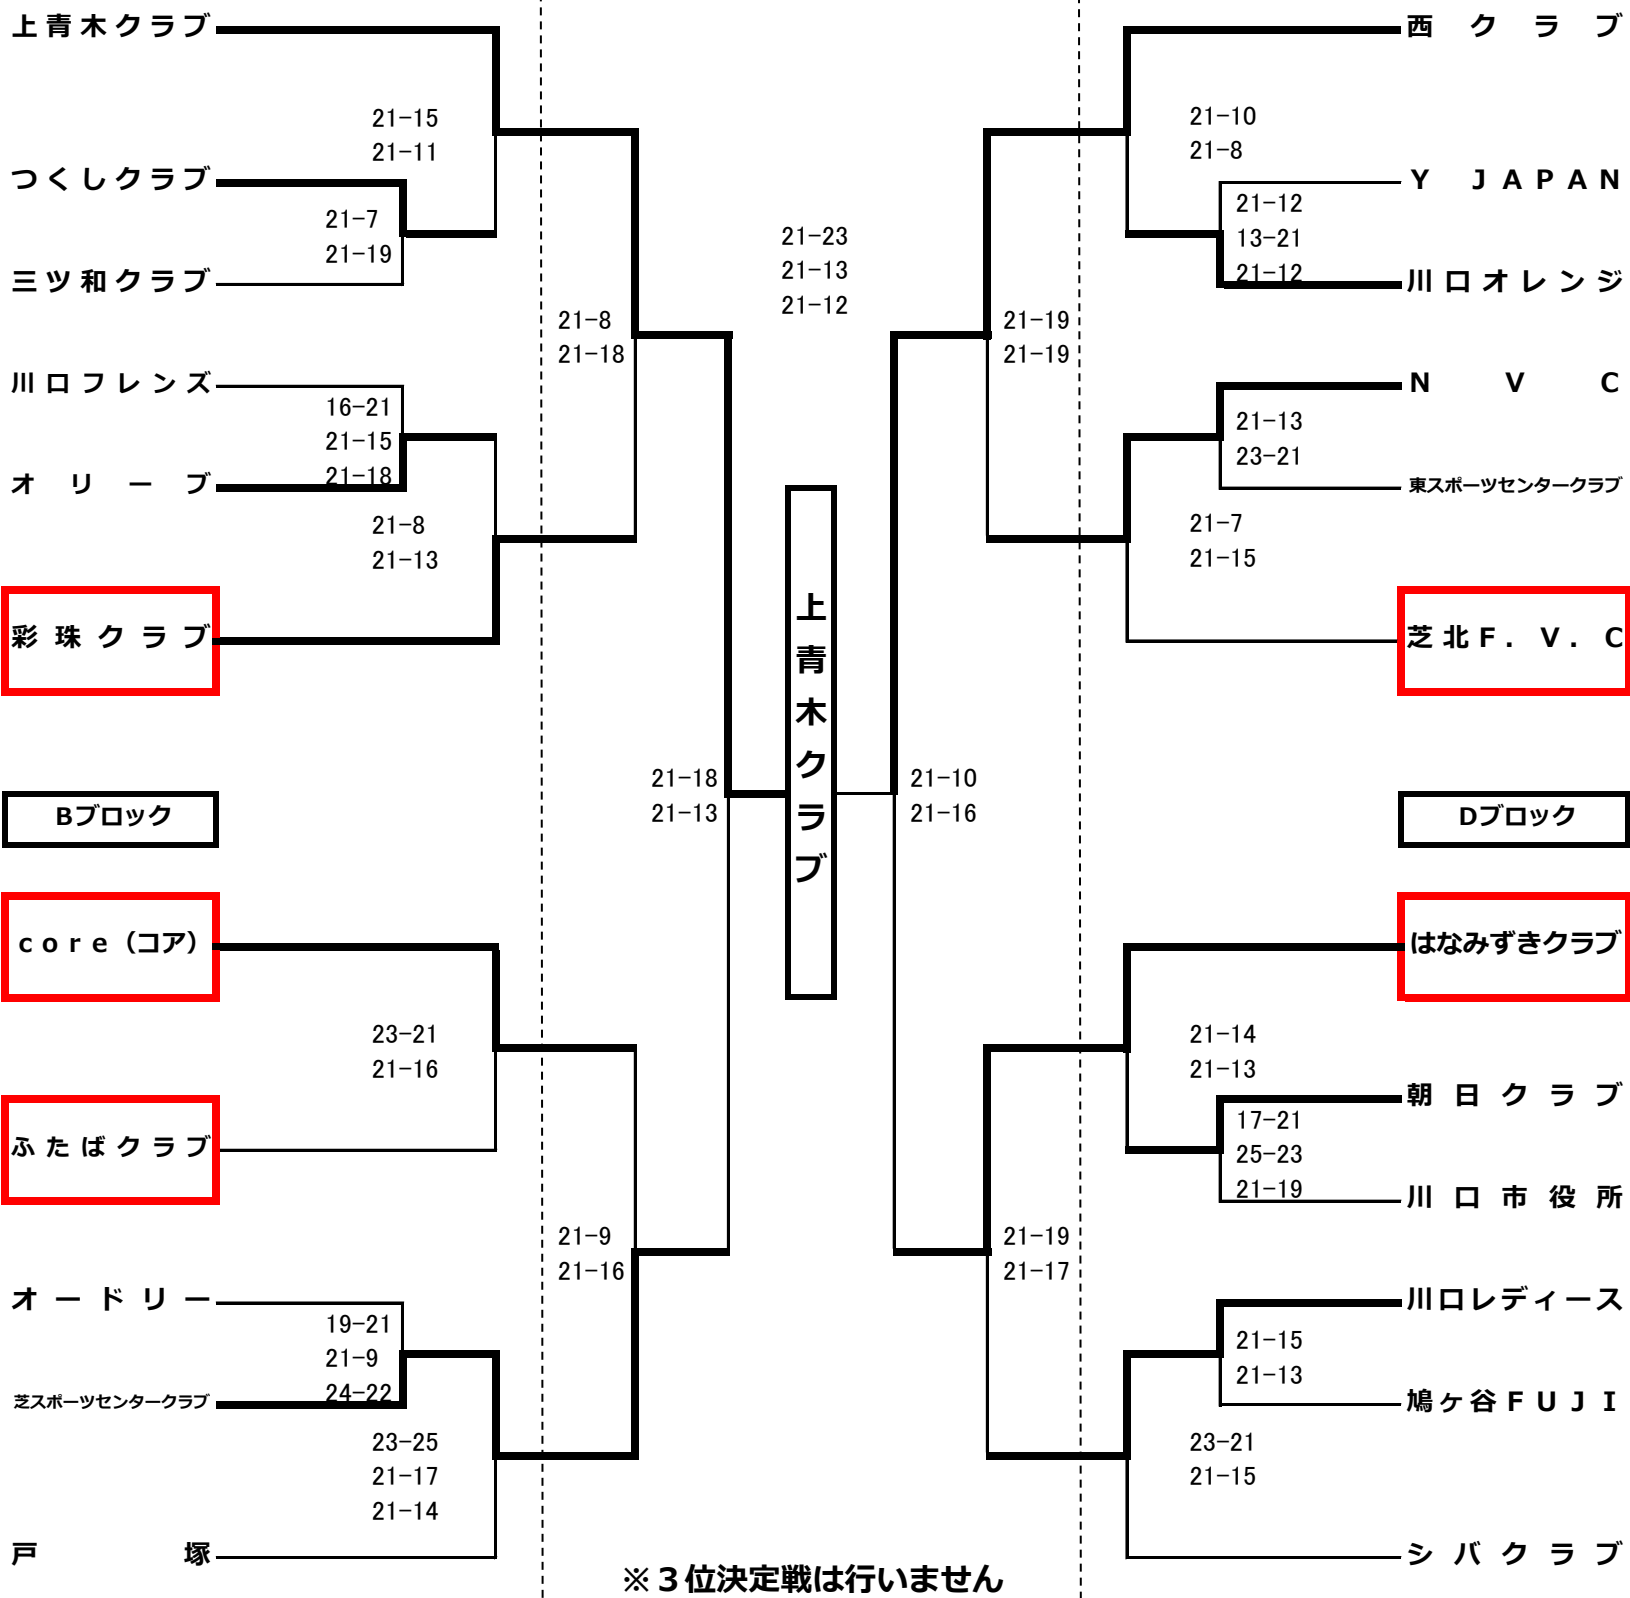 上青木クラブ
21-15
21-11
つくしクラブ
21-7
21-19
三ツ和クラブ
21-8
21-18
川口フレンズ
16-21
21-15
21-18
オリーブ
21-8
21-13
彩珠クラブ
21-18
21-13
Bブロック
core（コア）
23-21
21-16
ふたばクラブ
21-9
21-16
オードリー
19-21
21-9
24-22
芝スポーツセンタークラブ
23-25
21-17
21-14
戸塚
21-23
21-13
21-12
上青木クラブ
※３位決定戦は行いません
西クラブ
21-10
21-8
Y JAPAN
21-12
13-21
21-12
川口オレンジ
21-19
21-19
NVC
21-13
23-21
東スポーツセンタークラブ
21-7
21-15
芝北F．V．C
21-10
21-16
Dブロック
はなみずきクラブ
21-14
21-13
朝日クラブ
17-21
25-23
21-19
川口市役所
21-19
21-17
川口レディース
21-15
21-13
鳩ヶ谷FUJI
23-21
21-15
シバクラブ